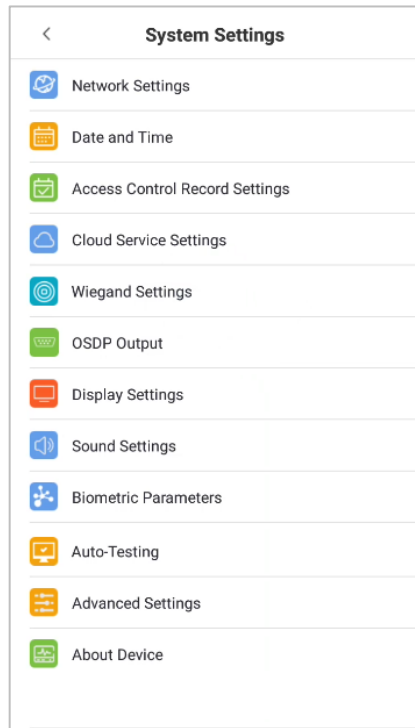 System Settings
Network Settings
Date and Time
Access Control Record Settings
Cloud Service Settings
Wiegand Settings
OSDP Output
Display Settings
Sound Settings
Biometric Parameters
Auto-Testing
Advanced Settings
About Device